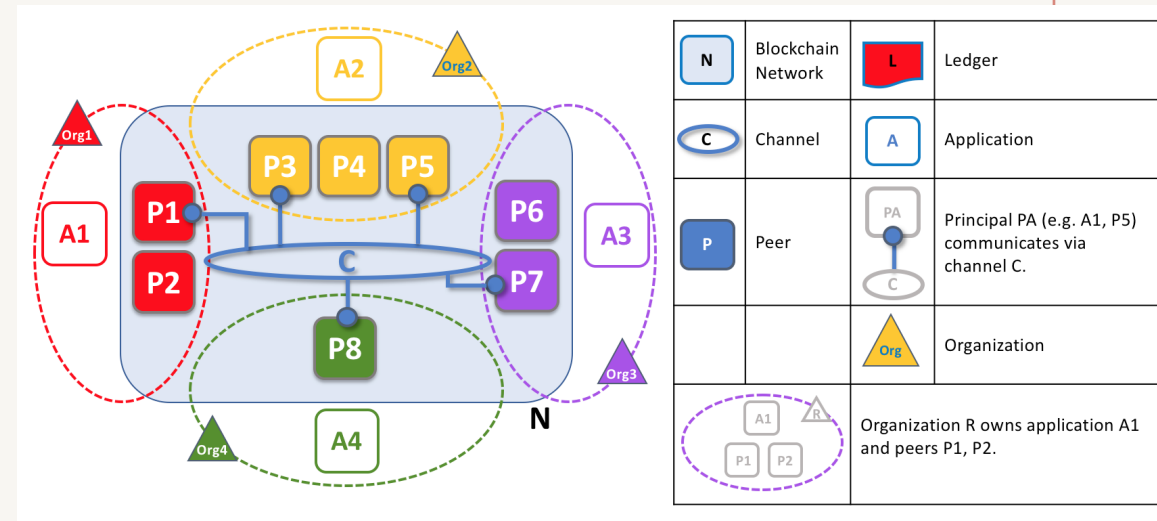 A2
Org2
Org1
P3
P4
P5
P1
P6
A1
A3
C
P2
P7
P8
Org3
N
A4
Org4
N
Blockchain
Network
L
Ledger
C
Channel
A
Application
P
Peer
PA
C
Principal PA (e.g. A1, P5)
communicates via
channel C.
Org
Organization
A1
R
P1
P2
Organization R owns application A1
and peers P1, P2.